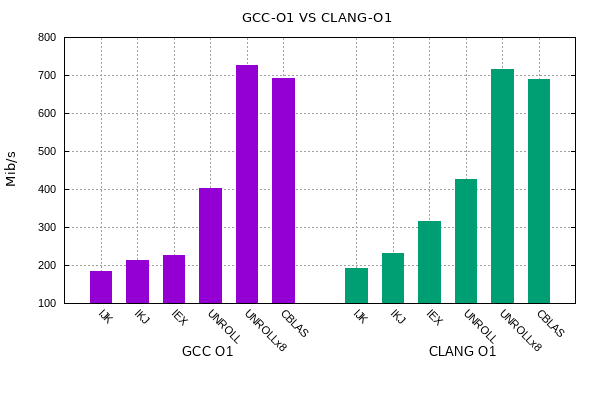 GCC-O1 VS CLANG-O1
Mib/s
800
700
600
500
400
300
200
100
IJK
IKJ
IEX
UNROLL
UNROLLx8
CBLAS
IJK
IKJ
IEX
UNROLL
UNROLLx8
CBLAS
GCC O1
CLANG O1